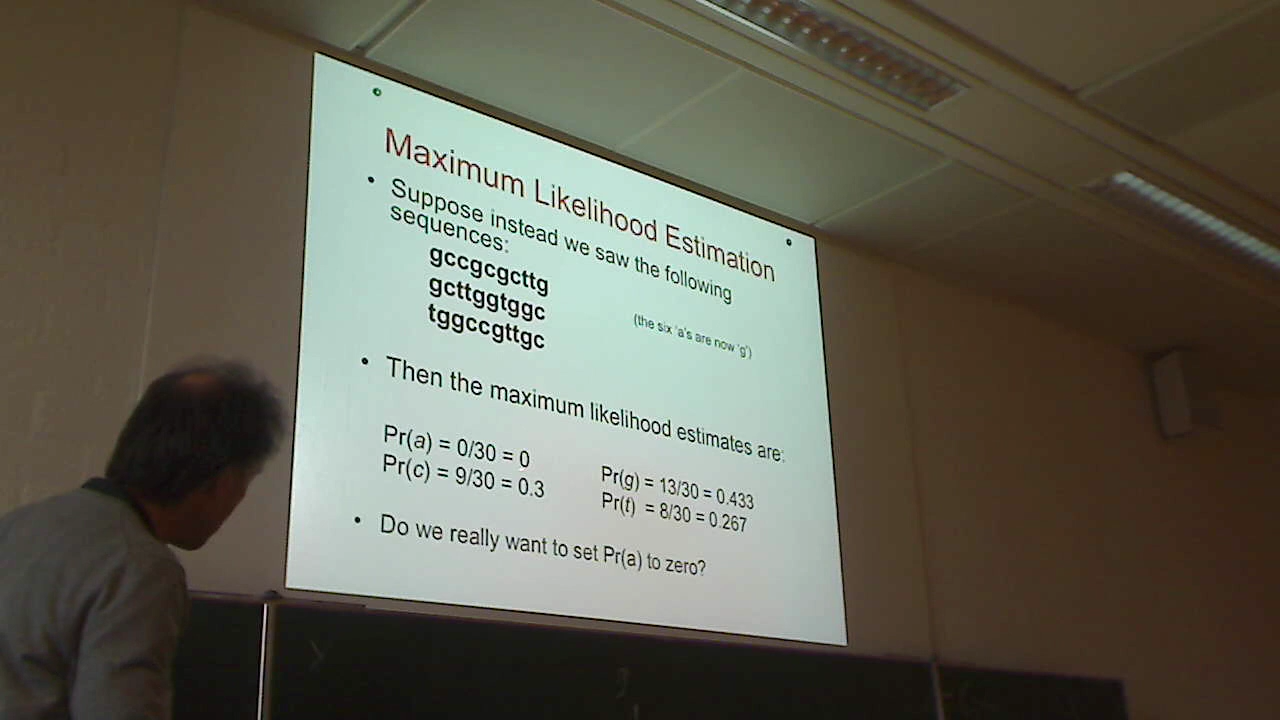 Maximum Likelihood Estimation
• Suppose instead we saw the following
sequences:
gccgcgcttg
gcttggtggc
tggccgttgc
(the six 'a's are now 'g')
• Then the maximum likelihood estimates are:
Pr(a) = 0/30 = 0
Pr(c) = 9/30 = 0.3
Pr(g) = 13/30 = 0.433
Pr(t) = 8/30 = 0.267
• Do we really want to set Pr(a) to zero?